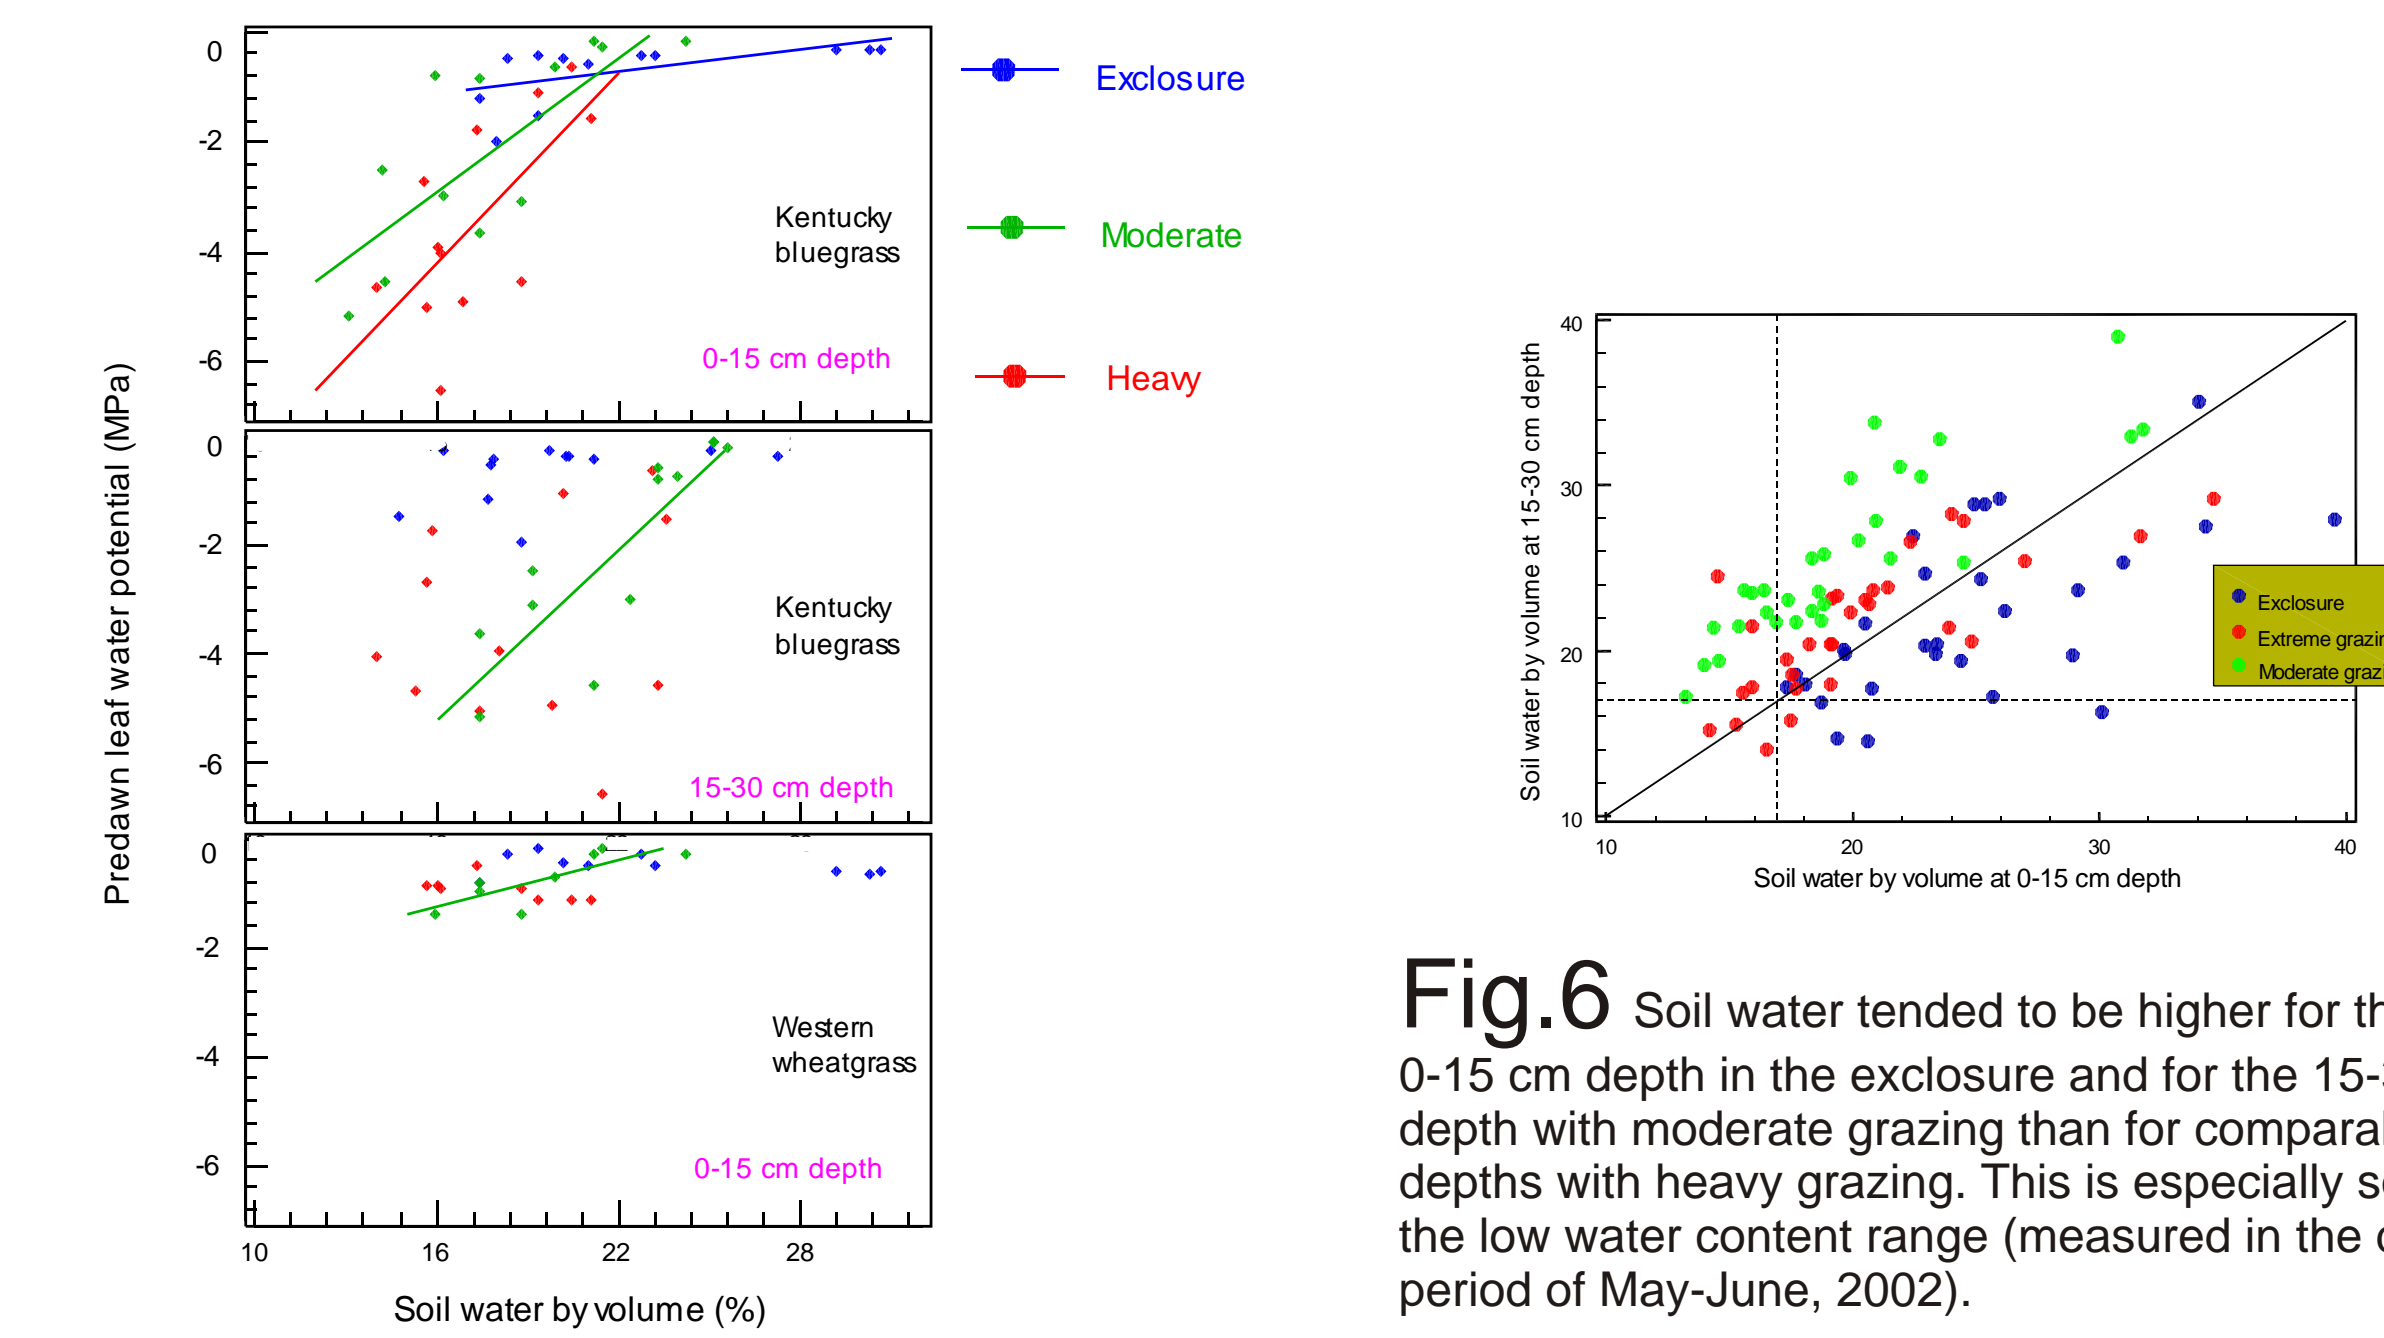 Predawn leaf water potential (MPa)
0
-2
-4
-6
Kentucky
bluegrass
0-15 cm depth
0
-2
-4
-6
Kentucky
bluegrass
15-30 cm depth
0
-2
-4
-6
Western
wheatgrass
0-15 cm depth
10 16 22 28
Soil water by volume (%)
Exclosure
Moderate
Heavy
Soil water by volume at 15-30 cm depth
40
30
20
10
10 20 30 40
Soil water by volume at 0-15 cm depth
Exclosure
Extreme
Moderate
Fig.6 Soil water tended to be higher for
0-15 cm depth in the exclosure and for the
depth with moderate grazing than for
depths with heavy grazing. This is especially
the low water content range (measured in the
period of May-June, 2002).